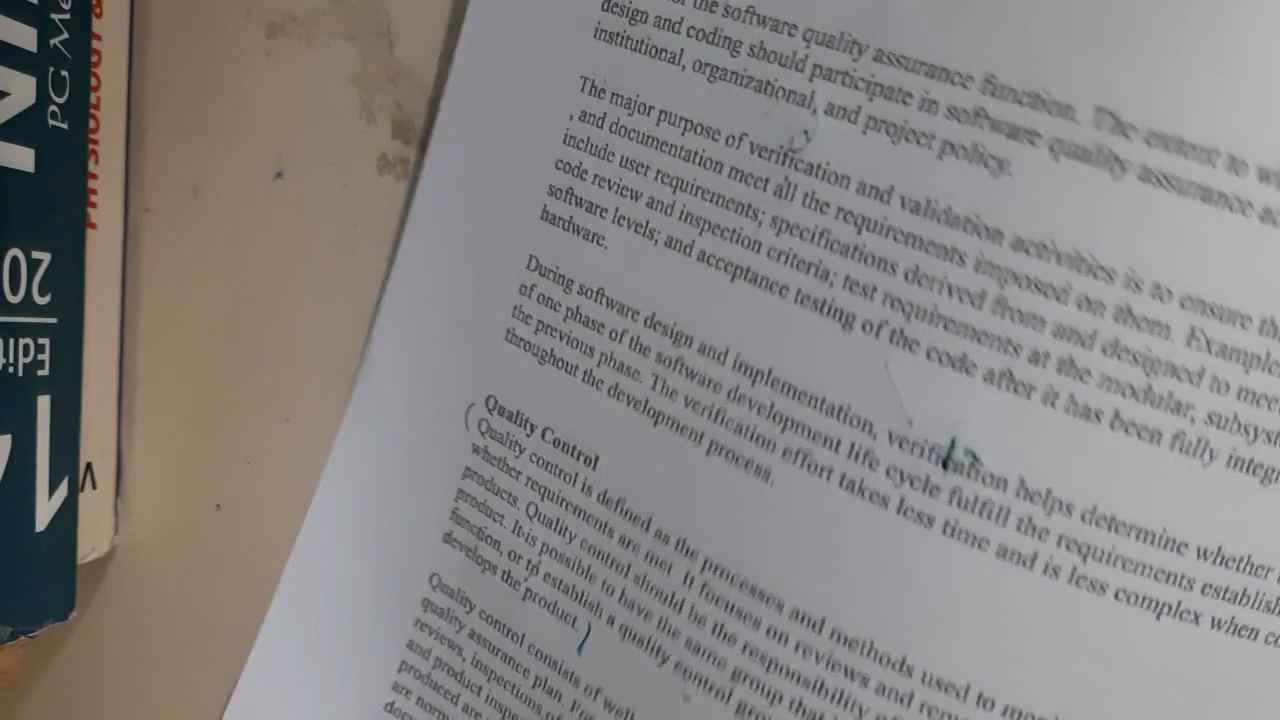 the software quality assurance function. The extent to
design and coding should participate in software quality assurance
institutional, organizational, and project policy.
The major purpose of verification and validation activities is to ensure
, and documentation meet all the requirements imposed on them. Example
include user requirements; specifications derived from and designed to
code review and inspection criteria; test requirements at the modular,
software levels; and acceptance testing of the code after it has been fully
hardware.
During software design and implementation, verification helps determine whether
of one phase of the software development life cycle fulfill the requirements
the previous phase. The verification effort takes less time and is less complex when
throughout the development process.
Quality Control
( Quality control is defined as the processes and methods used to
whether requirements are met. It focuses on reviews and
products. Quality control should be the responsibility
product. It is possible to have the same group
function, or to establish a quality control
develops the product. )
Quality control consists of
quality assurance plan.
reviews, inspections
and product
produced are
are
PG
PHYSIOLOGY &
20
1
V